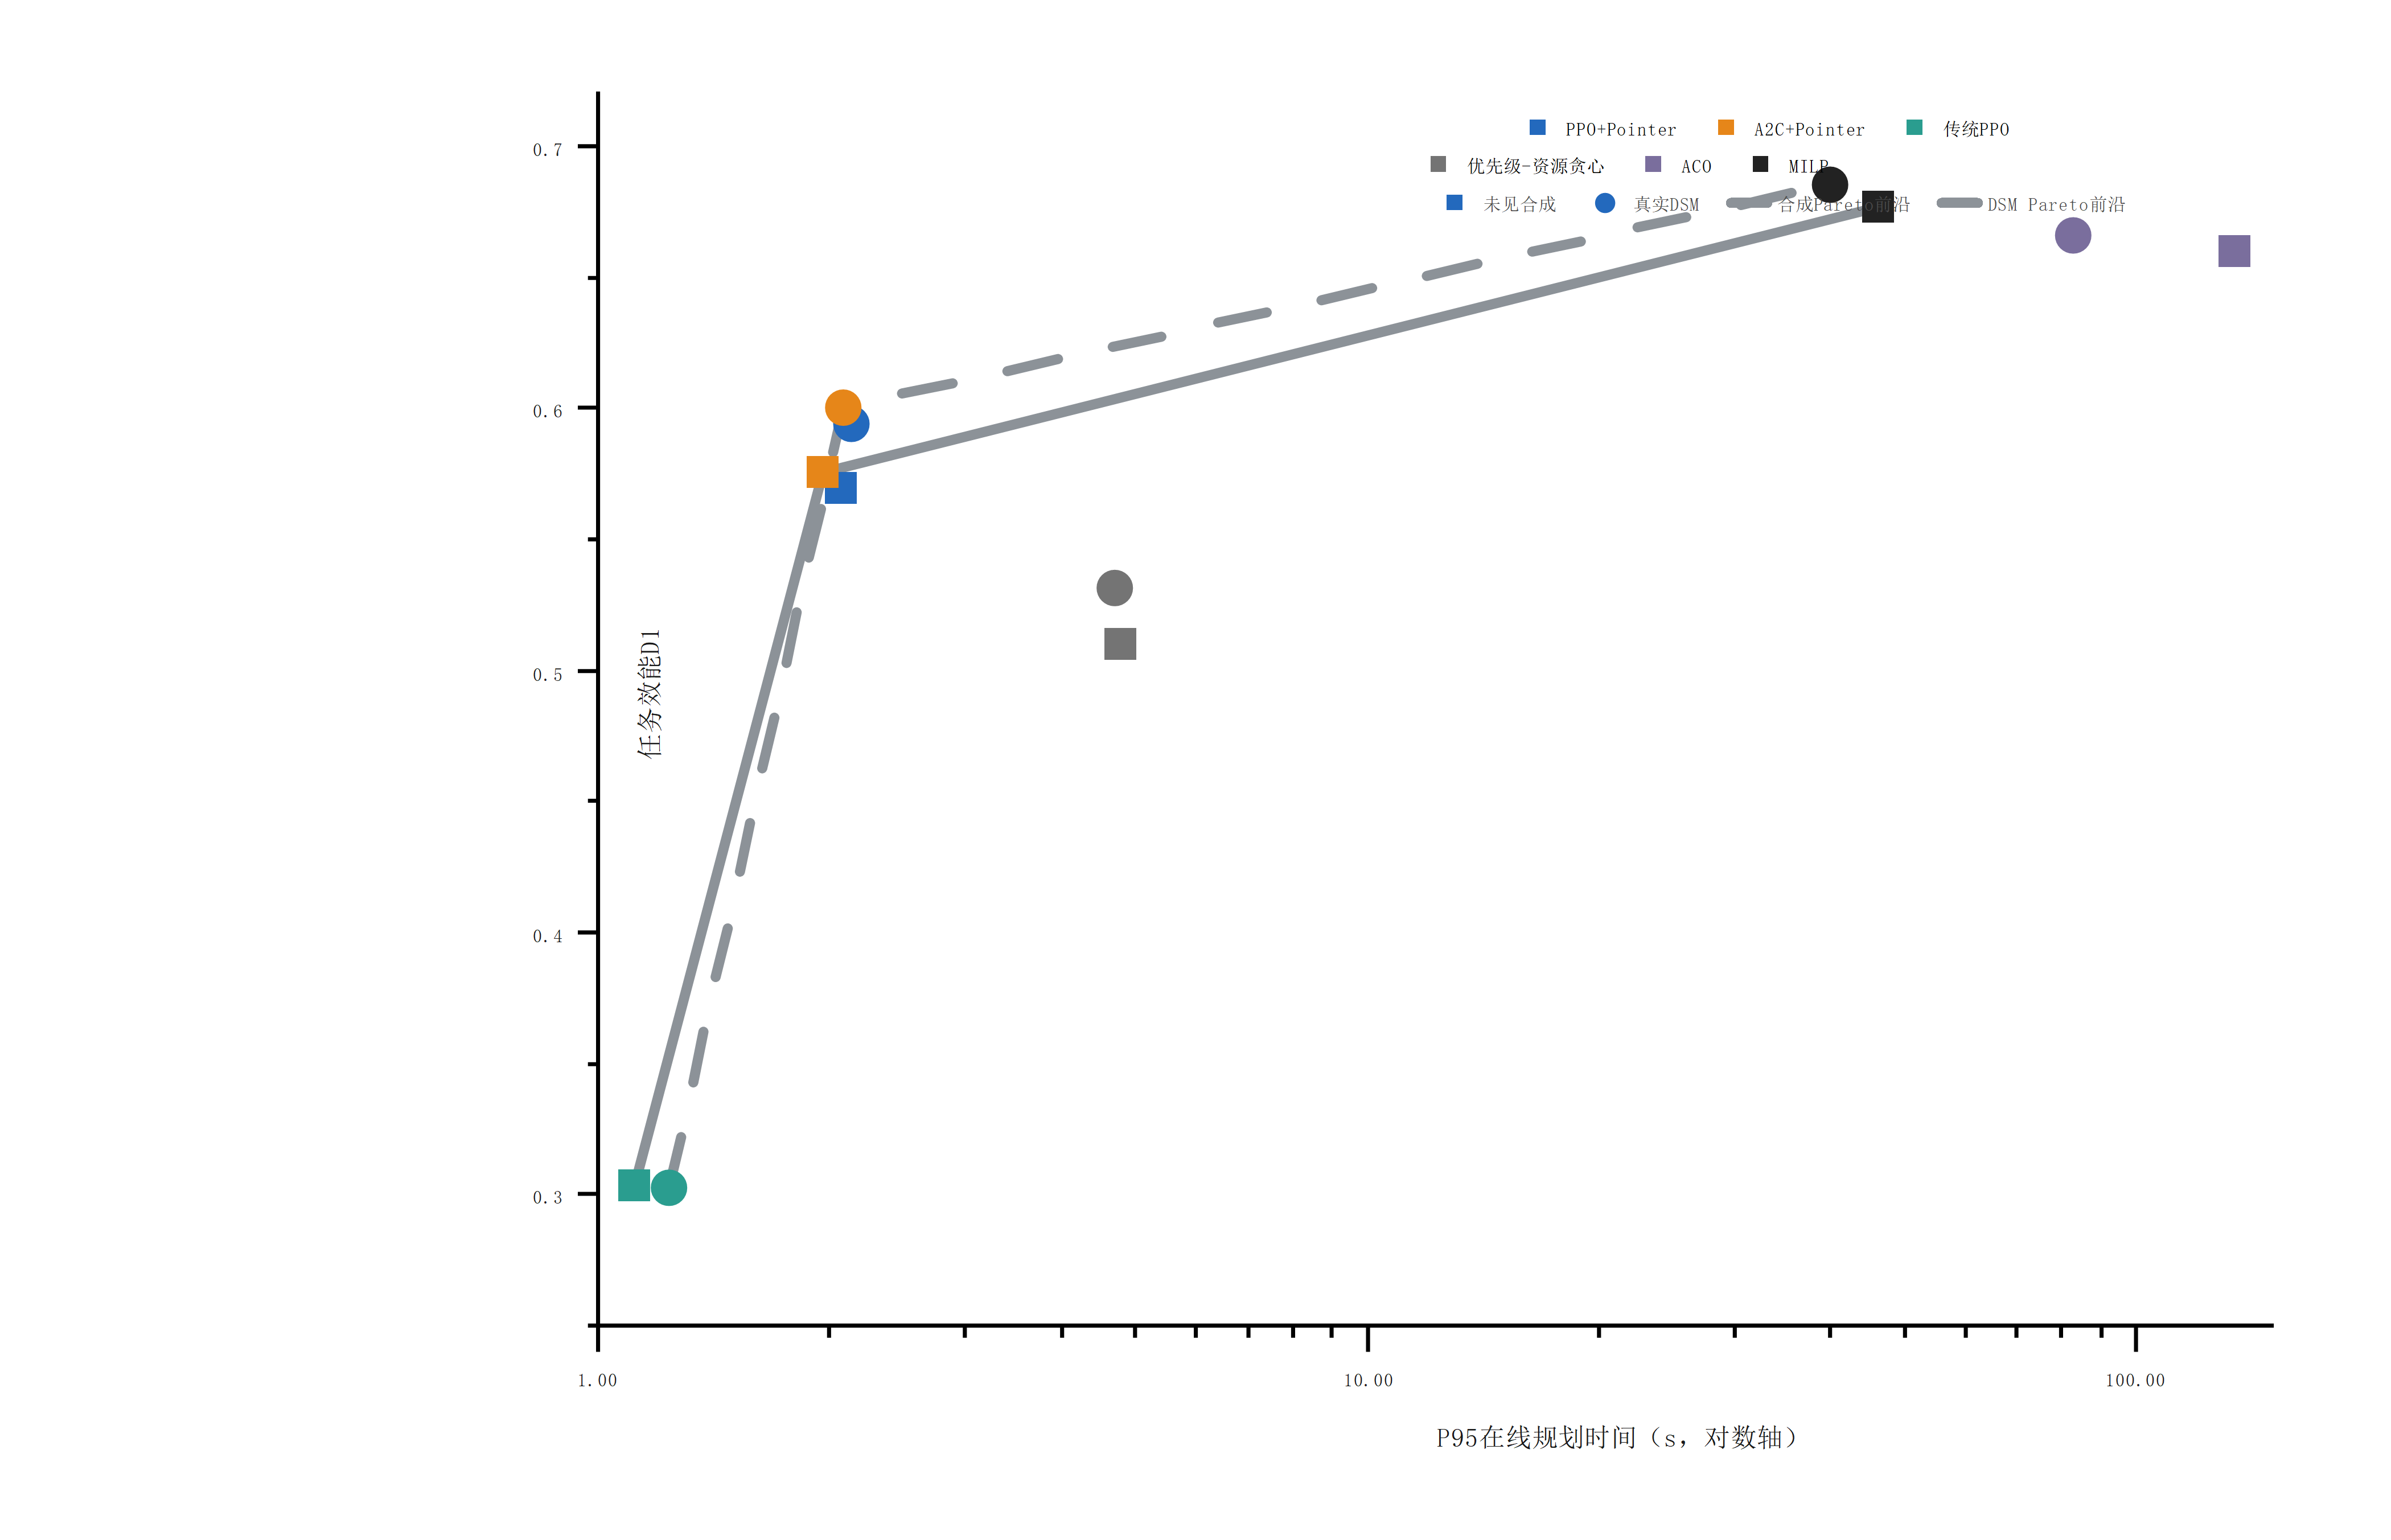 PPO+Pointer A2C+Pointer 传统PPO
0.7
优先级-资源贪心 ACO MILP
未见合成 真实DSM 合成Pareto前沿 DSM Pareto前沿
0.6
0.5
任务效能D1
0.4
0.3
1.00 10.00 100.00
P95在线规划时间（s，对数轴）